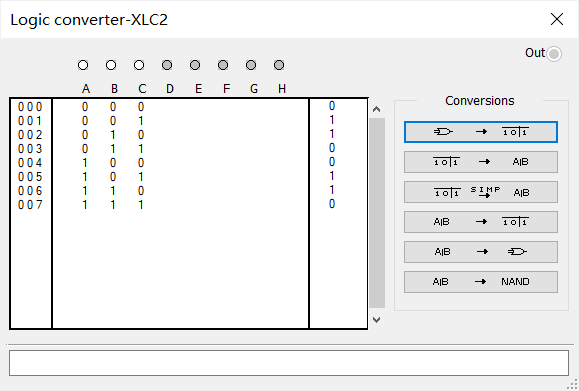 Logic converter-XLC2
Out
A B C D E F G H
000 0 0 0 0
001 0 0 1 1
002 0 1 0 1
003 0 1 1 0
004 1 0 0 0
005 1 0 1 1
006 1 1 0 1
007 1 1 1 0
Conversions
→ 1 0 1
1 0 1 → A|B
1 0 1 SIMP → A|B
A|B → 1 0 1
A|B →
A|B → NAND